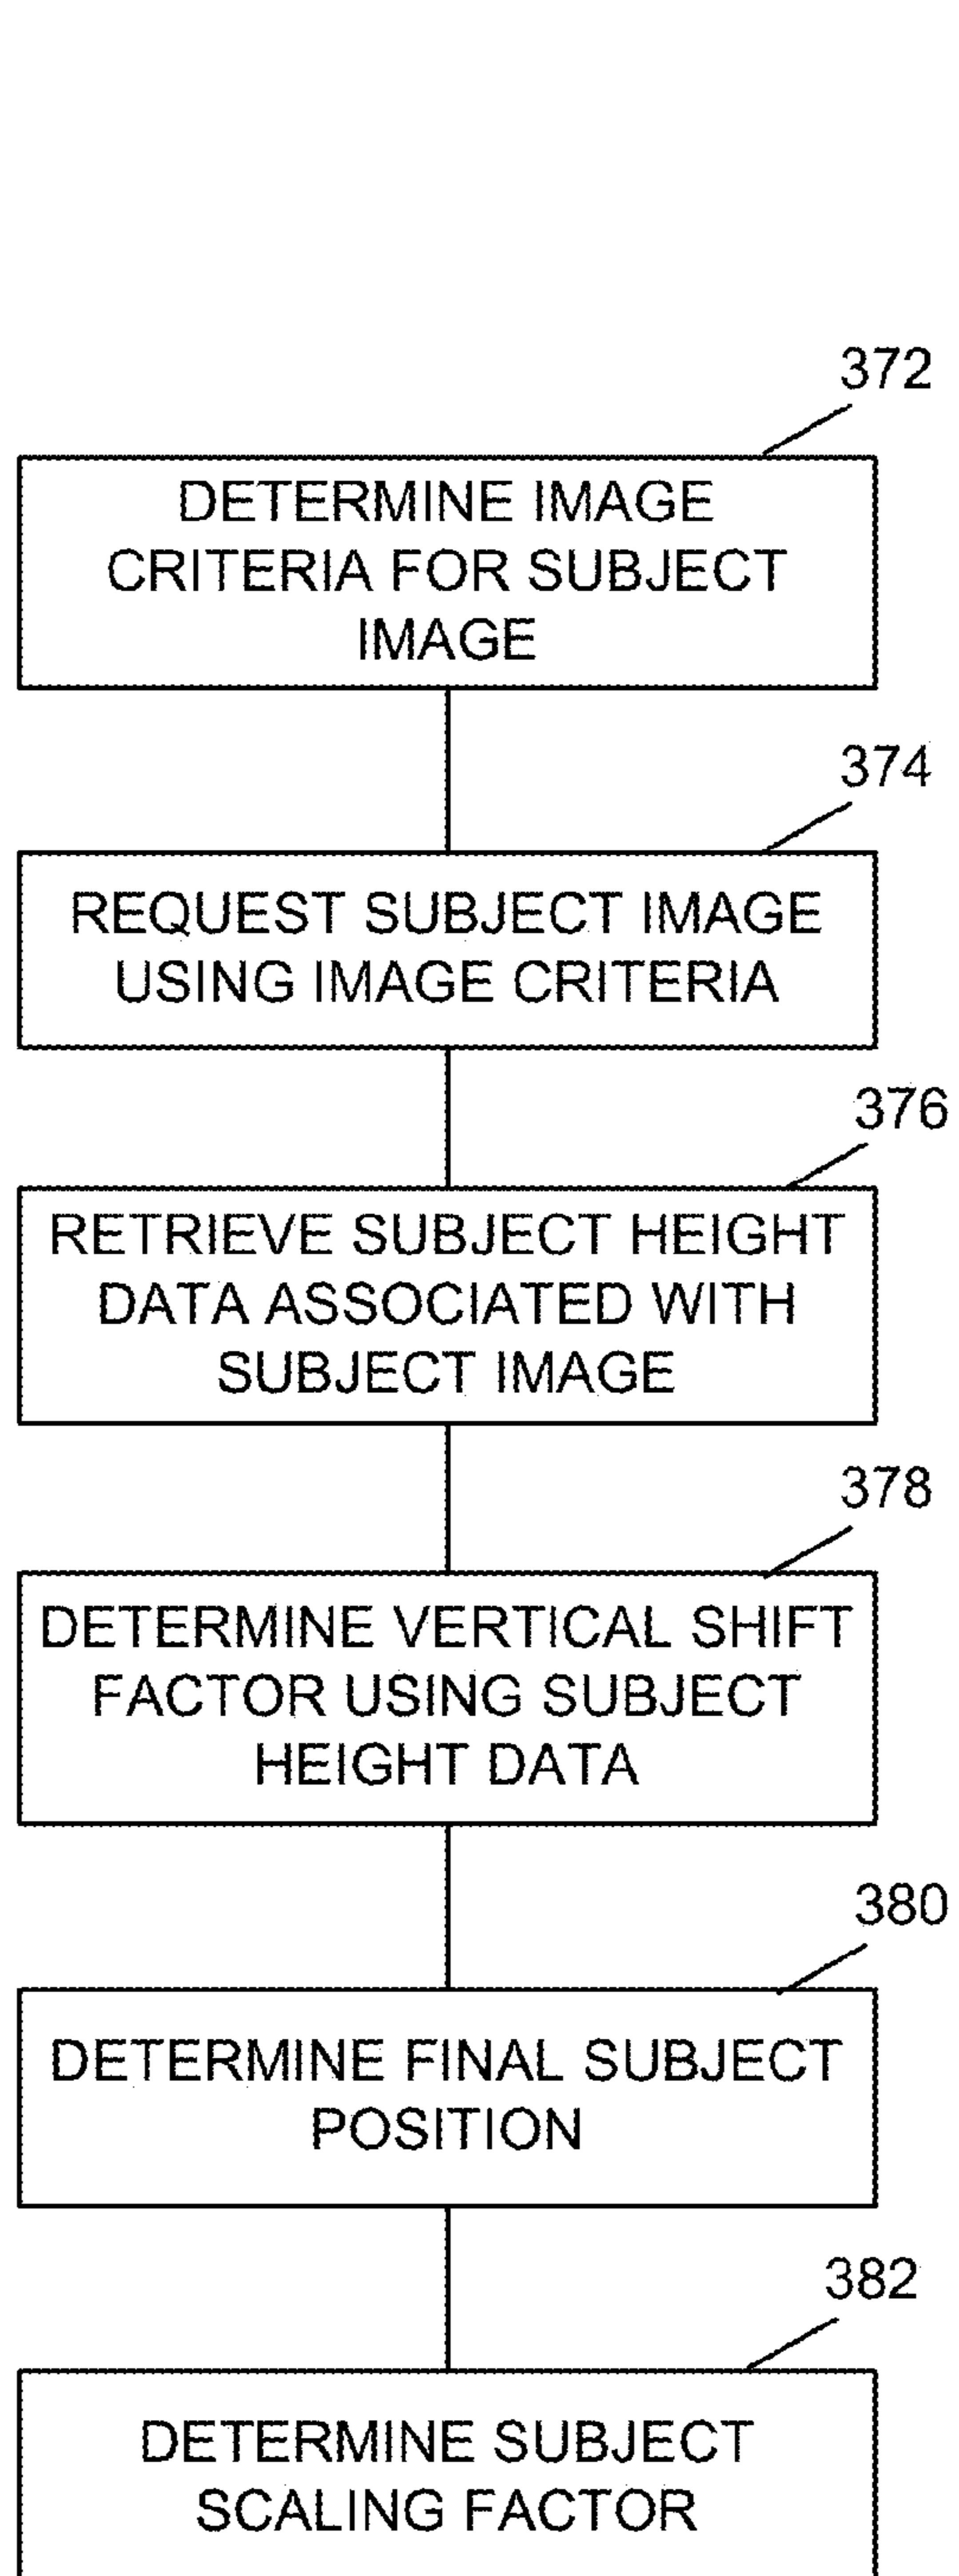 372
DETERMINE IMAGE
CRITERIA FOR SUBJECT
IMAGE
374
REQUEST SUBJECT IMAGE
USING IMAGE CRITERIA
376
RETRIEVE SUBJECT HEIGHT
DATA ASSOCIATED WITH
SUBJECT IMAGE
378
DETERMINE VERTICAL SHIFT
FACTOR USING SUBJECT
HEIGHT DATA
380
DETERMINE FINAL SUBJECT
POSITION
382
DETERMINE SUBJECT
SCALING FACTOR